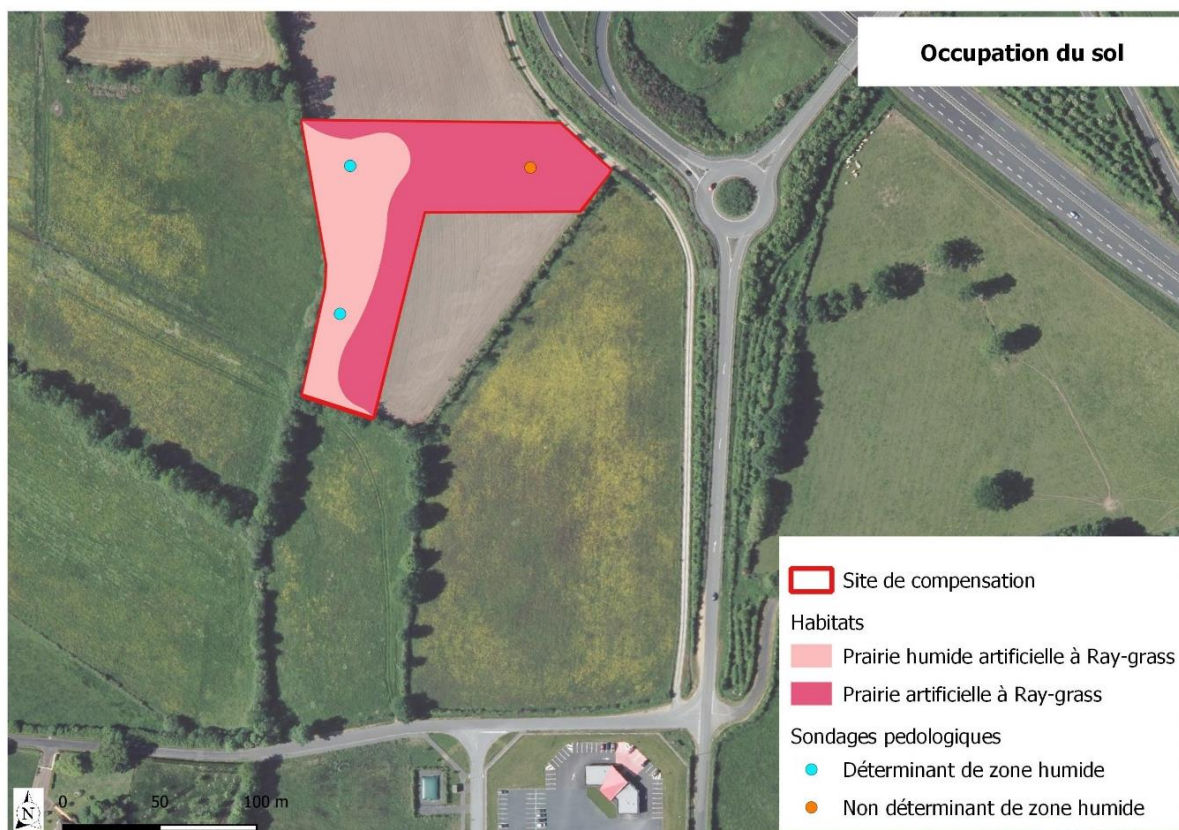 Occupation du sol
Site de compensation
Habitats
Prairie humide artificielle à Ray-grass
Prairie artificielle à Ray-grass
Sondages pedologiques
Déterminant de zone humide
Non déterminant de zone humide
N
0 50 100 m